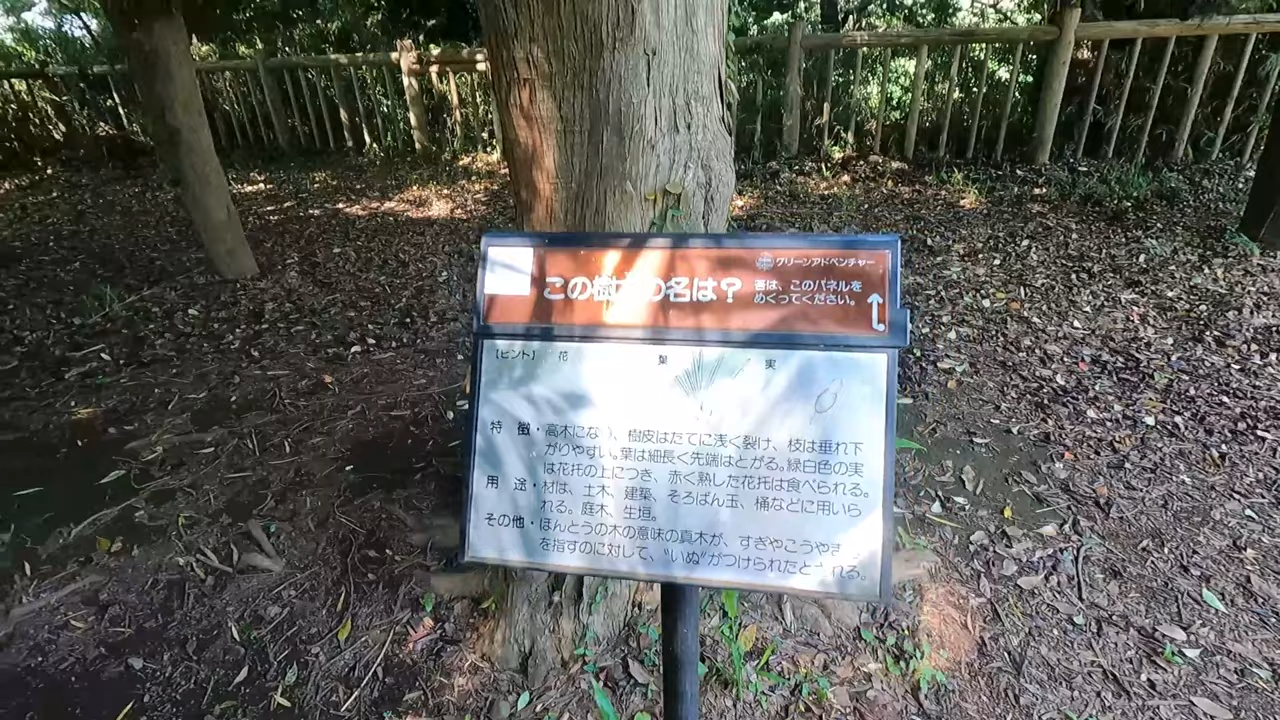 グリーンアドベンチャー
この樹木の名は?
答は、このパネルを
めくってください。
【ヒント】 花 葉 実
特 徴・高木になり、樹皮はたてに浅く裂け、枝は垂れ下
がりやすい。葉は細長く先端はとがる。緑白色の実
は花托の上につき、赤く熟した花托は食べられる。
用 途・材は、土木、建築、そろばん玉、桶などに用いら
れる。庭木、生垣。
その他・ほんとうの木の意味の真木が、すぎやこうやま
を指すのに対して、"いぬ"がつけられたとされる。